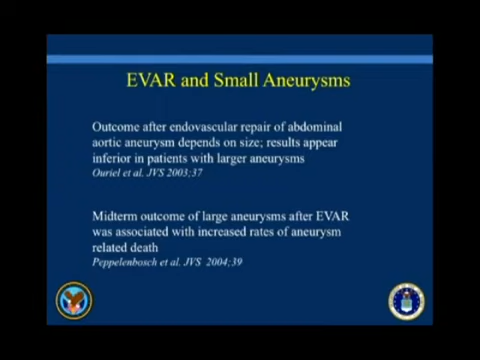 EVAR and Small Aneurysms
Outcome after endovascular repair of abdominal
aortic aneurysm depends on size; results appear
inferior in patients with larger aneurysms
Ouriel et al. JVS 2003;37
Midterm outcome of large aneurysms after EVAR
was associated with increased rates of aneurysm
related death
Peppelenbosch et al. JVS 2004;39